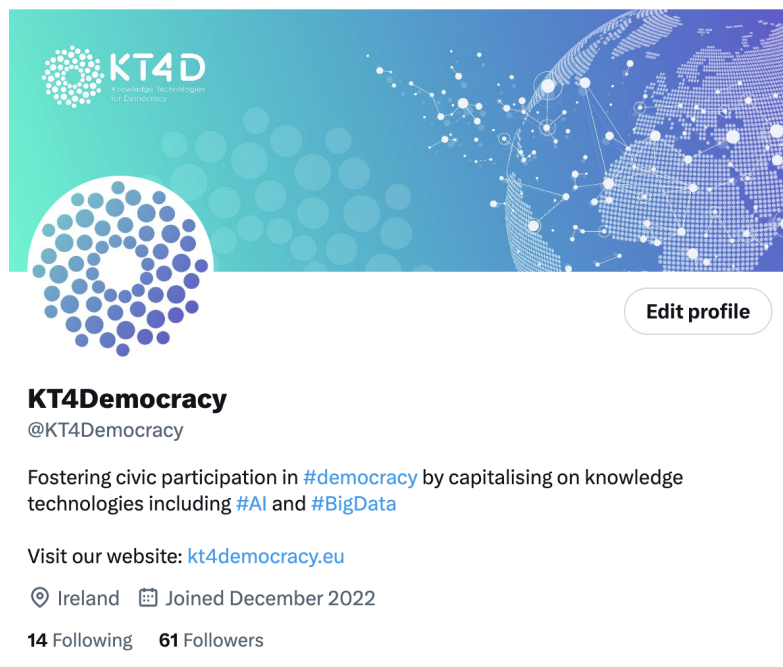 KT4D
Knowledge Technologies
for Democracy
Edit profile
KT4Democracy
@KT4Democracy
Fostering civic participation in #democracy by capitalising on knowledge
technologies including #AI and #BigData
Visit our website: kt4democracy.eu
Ireland Joined December 2022
14 Following 61 Followers